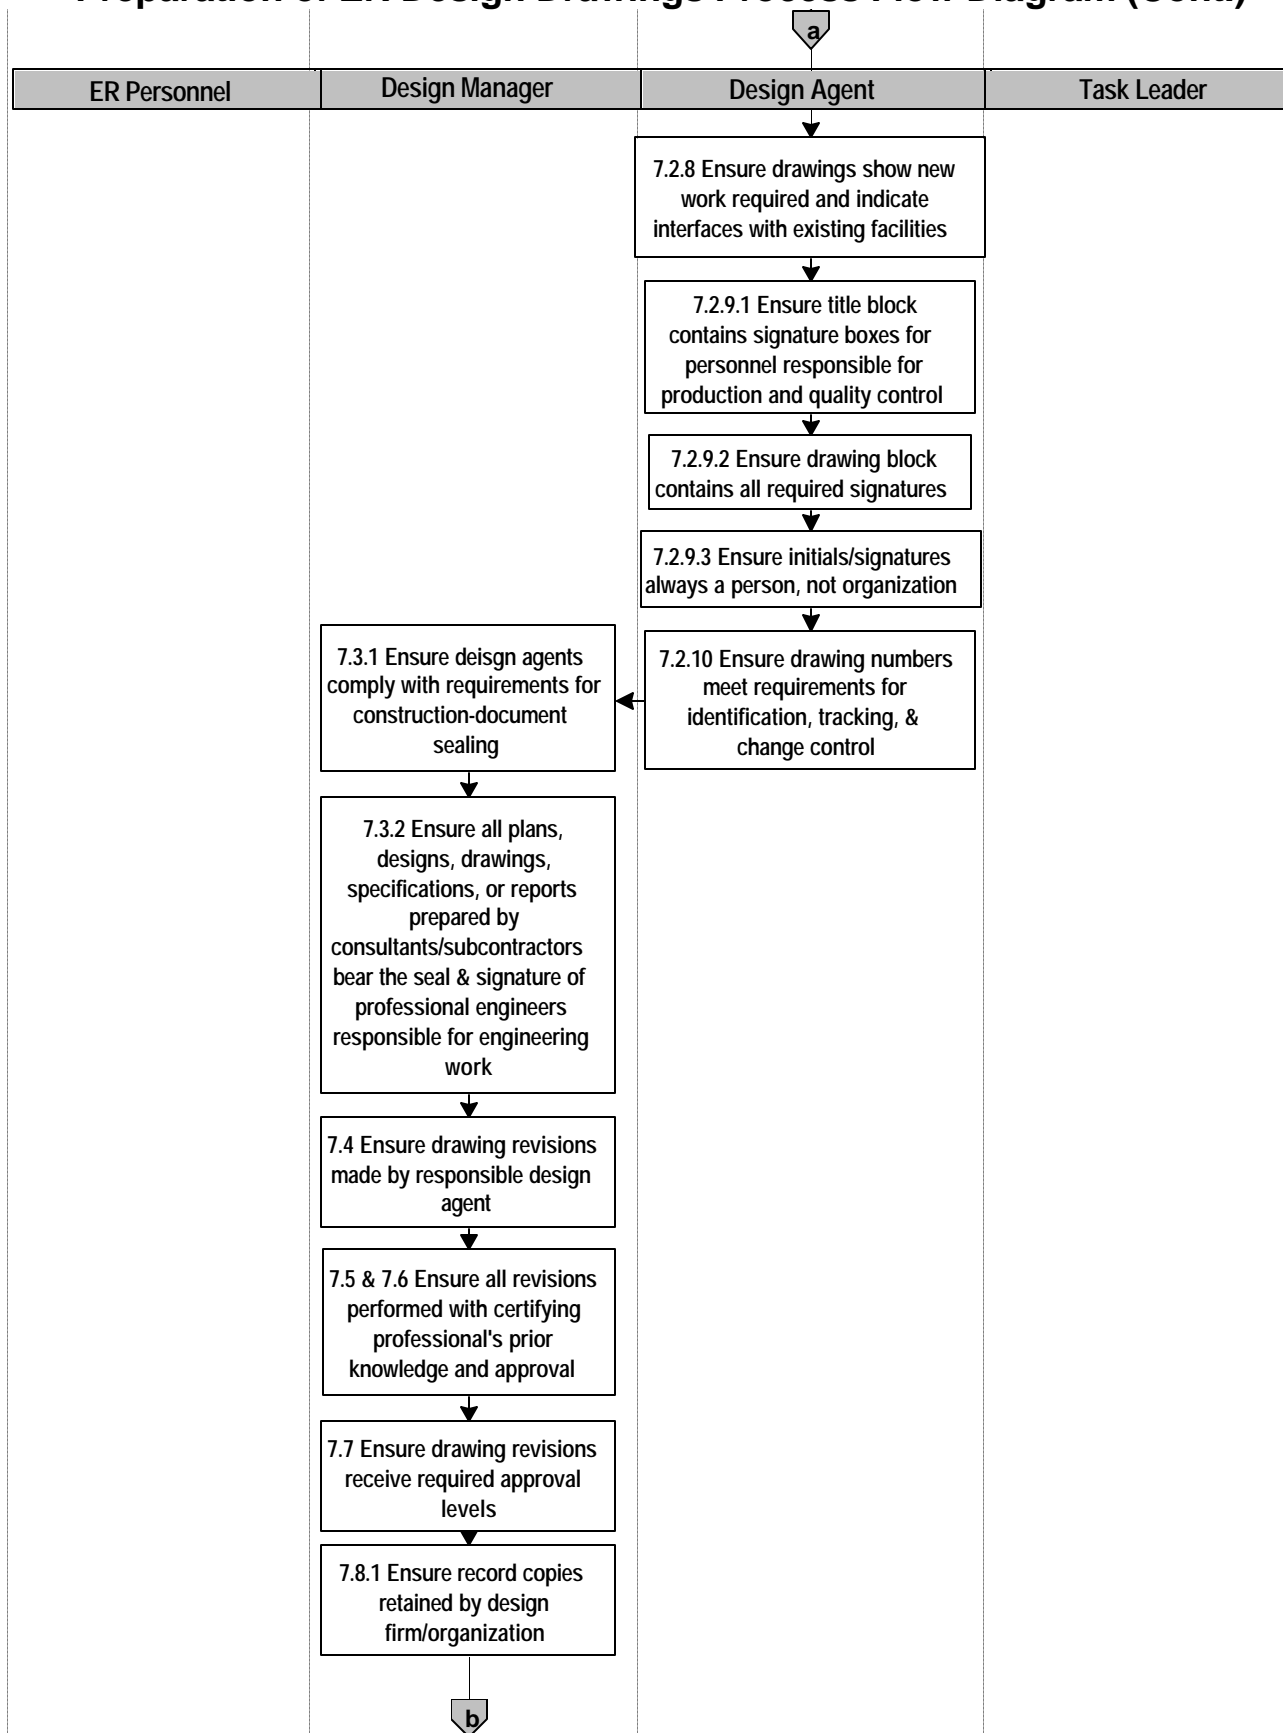 Preparation of ER Design Drawings Process Flow Diagram (Contd)
a
ER Personnel
Design Manager
Design Agent
Task Leader
7.2.8 Ensure drawings show new
work required and indicate
interfaces with existing facilities
7.2.9.1 Ensure title block
contains signature boxes for
personnel responsible for
production and quality control
7.2.9.2 Ensure drawing block
contains all required signatures
7.2.9.3 Ensure initials/signatures
always a person, not organization
7.2.10 Ensure drawing numbers
meet requirements for
identification, tracking, &
change control
7.3.1 Ensure deisgn agents
comply with requirements for
construction-document
sealing
7.3.2 Ensure all plans,
designs, drawings,
specifications, or reports
prepared by
consultants/subcontractors
bear the seal & signature of
professional engineers
responsible for engineering
work
7.4 Ensure drawing revisions
made by responsible design
agent
7.5 & 7.6 Ensure all revisions
performed with certifying
professional's prior
knowledge and approval
7.7 Ensure drawing revisions
receive required approval
levels
7.8.1 Ensure record copies
retained by design
firm/organization
b